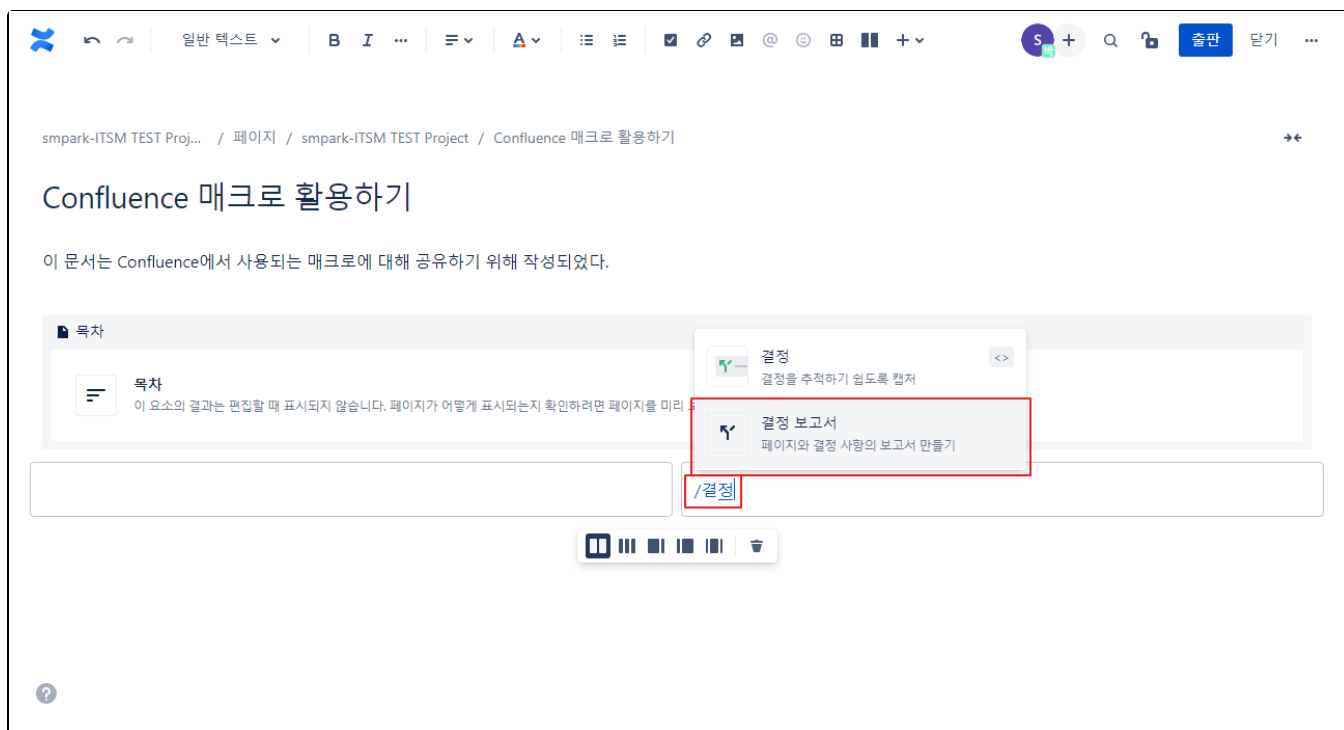 일반 텍스트 B I ... A @ + S 박 + 출판 닫기 ...
smpark-ITSM TEST Proj... / 페이지 / smpark-ITSM TEST Project / Confluence 매크로 활용하기
Confluence 매크로 활용하기
이 문서는 Confluence에서 사용되는 매크로에 대해 공유하기 위해 작성되었다.
목차
목차
이 요소의 결과는 편집할 때 표시되지 않습니다. 페이지가 어떻게 표시되는지 확인하려면 페이지를 미리
결정 <>
결정을 추적하기 쉽도록 캡처
결정 보고서
페이지와 결정 사항의 보고서 만들기
/결정
?